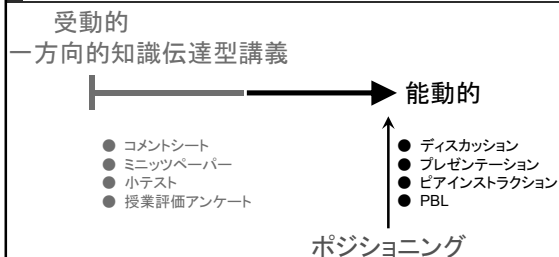 受動的
一方向的知識伝達型講義
能動的
● コメントシート
● ミニッツペーパー
● 小テスト
● 授業評価アンケート
● ディスカッション
● プレゼンテーション
● ピアインストラクション
● PBL
ポジショニング